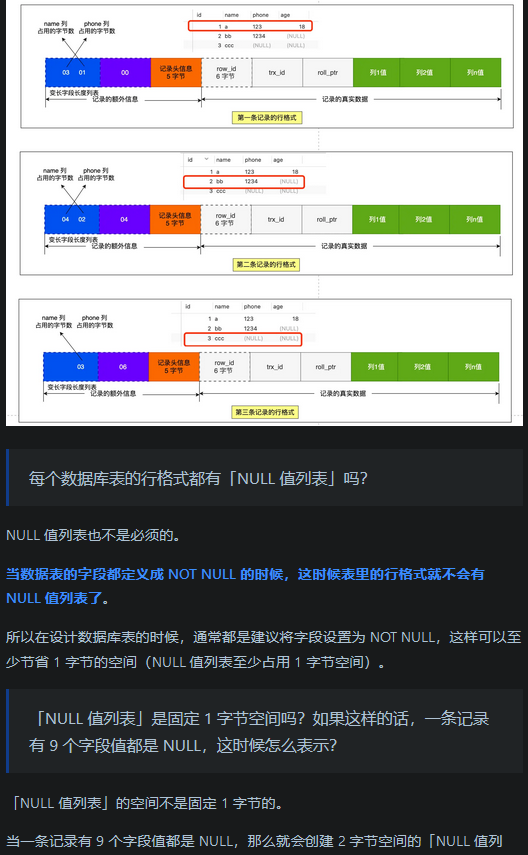 id name phone age
1 a 123 18
2 bb 1234 (NULL)
3 ccc (NULL) (NULL)
name 列 phone 列
占用的字节数 占用的字节数
03 01 00 记录头信息 5 字节 row_id 6 字节 trx_id roll_ptr 列1值 列2值 列n值
变长字段长度列表
记录的额外信息 记录的真实数据
第一条记录的行格式
id name phone age
1 a 123 18
2 bb 1234 (NULL)
3 ccc (NULL) (NULL)
name 列 phone 列
占用的字节数 占用的字节数
04 02 04 记录头信息 5 字节 row_id 6 字节 trx_id roll_ptr 列1值 列2值 列n值
变长字段长度列表
记录的额外信息 记录的真实数据
第二条记录的行格式
id name phone age
1 a 123 18
2 bb 1234 (NULL)
3 ccc (NULL) (NULL)
name 列 phone 列
占用的字节数 占用的字节数
03 06 记录头信息 5 字节 row_id 6 字节 trx_id roll_ptr 列1值 列2值 列n值
变长字段长度列表
记录的额外信息 记录的真实数据
第三条记录的行格式
每个数据库表的行格式都有「NULL 值列表」吗？
NULL 值列表也不是必须的。
当数据表的字段都定义成 NOT NULL 的时候，这时候表里的行格式就不会有
NULL 值列表了。
所以在设计数据库表的时候，通常都是建议将字段设置为 NOT NULL，这样可以至
少节省 1 字节的空间（NULL 值列表至少占用 1 字节空间）。
「NULL 值列表」是固定 1 字节空间吗？如果这样的话，一条记录
有 9 个字段值都是 NULL，这时候怎么表示？
「NULL 值列表」的空间不是固定 1 字节的。
当一条记录有 9 个字段值都是 NULL，那么就会创建 2 字节空间的「NULL 值列